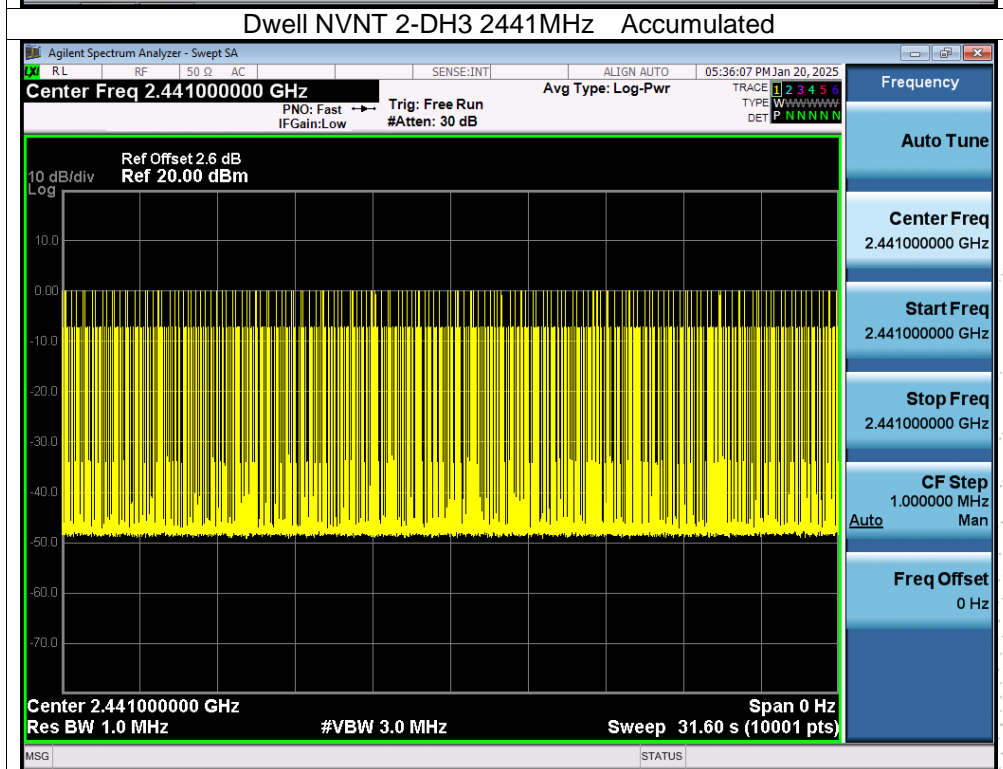 Dwell NVNT 2-DH3 2441MHz Accumulated
Agilent Spectrum Analyzer - Swept SA
LXI RL RF 50 Ω AC SENSE:INT ALIGN AUTO 05:36:07 PM Jan 20, 2025
Center Freq 2.441000000 GHz
PNO: Fast
IFGain:Low
Trig: Free Run
#Atten: 30 dB
Avg Type: Log-Pwr
TRACE 1 2 3 4 5 6
TYPE WWWWWWW
DET P N N N N N
Ref Offset 2.6 dB
10 dB/div Ref 20.00 dBm
Log
10.0
0.00
-10.0
-20.0
-30.0
-40.0
-50.0
-60.0
-70.0
Center 2.441000000 GHz Span 0 Hz
Res BW 1.0 MHz #VBW 3.0 MHz Sweep 31.60 s (10001 pts)
MSG STATUS
Frequency
Auto Tune
Center Freq
2.441000000 GHz
Start Freq
2.441000000 GHz
Stop Freq
2.441000000 GHz
CF Step
1.000000 MHz
Auto Man
Freq Offset
0 Hz